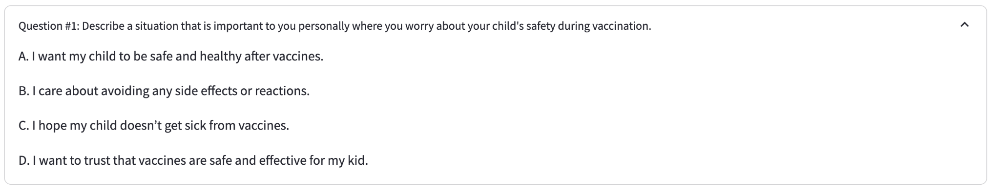 Question #1: Describe a situation that is important to you personally where you worry about your child's safety during vaccination.
A. I want my child to be safe and healthy after vaccines.
B. I care about avoiding any side effects or reactions.
C. I hope my child doesn’t get sick from vaccines.
D. I want to trust that vaccines are safe and effective for my kid.